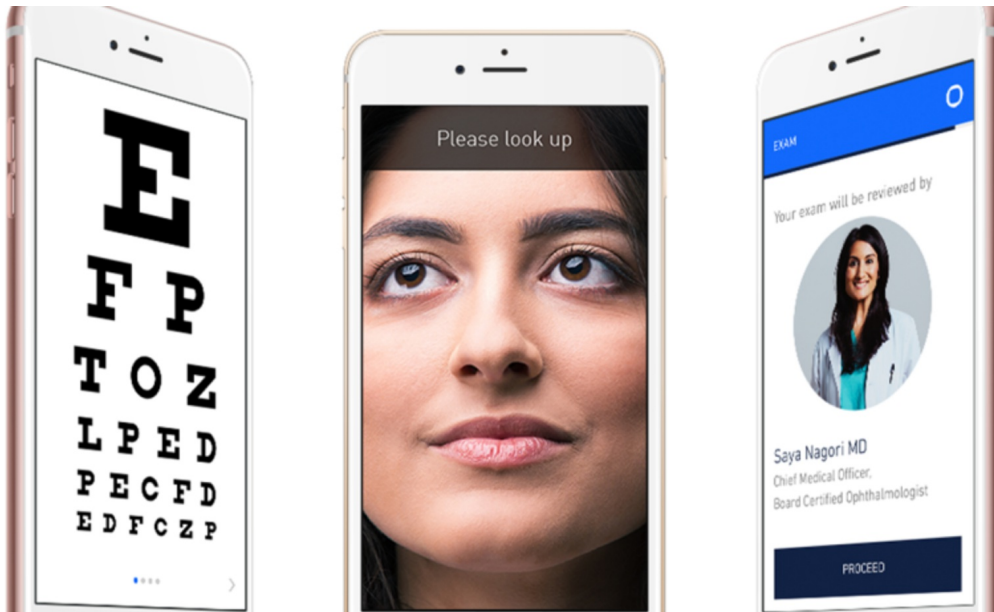 E
F P
T O Z
L P E D
P E C F D
E D F C Z P
Please look up
EXAM
Your exam will be reviewed by
Saya Nagori MD
Chief Medical Officer,
Board Certified Ophthalmologist
PROCEED